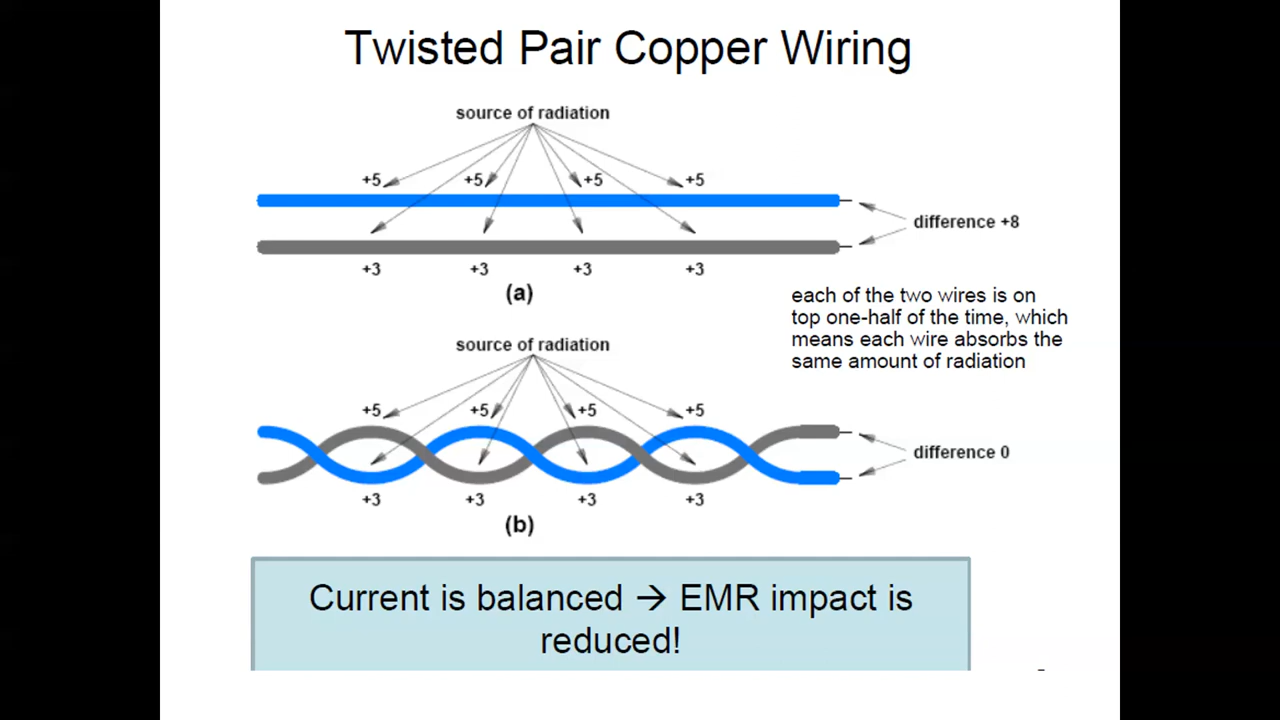 Twisted Pair Copper Wiring
source of radiation
+5 +5 +5 +5
difference +8
+3 +3 +3 +3
(a)
each of the two wires is on
top one-half of the time, which
means each wire absorbs the
same amount of radiation
source of radiation
+5 +5 +5 +5
difference 0
+3 +3 +3 +3
(b)
Current is balanced → EMR impact is
reduced!